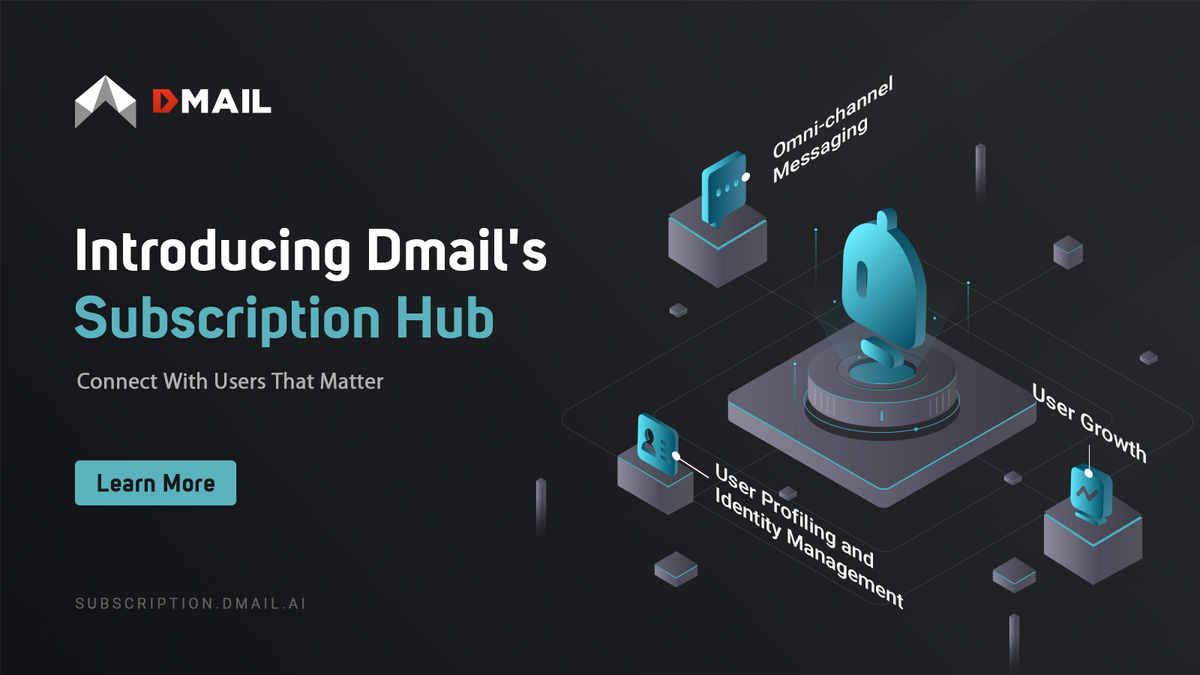 DMAIL
Introducing Dmail's
Subscription Hub
Connect With Users That Matter
Learn More
SUBSCRIPTION.DMAIL.AI
Omni-channel
Messaging
User Growth
User Profiling and
Identity Management